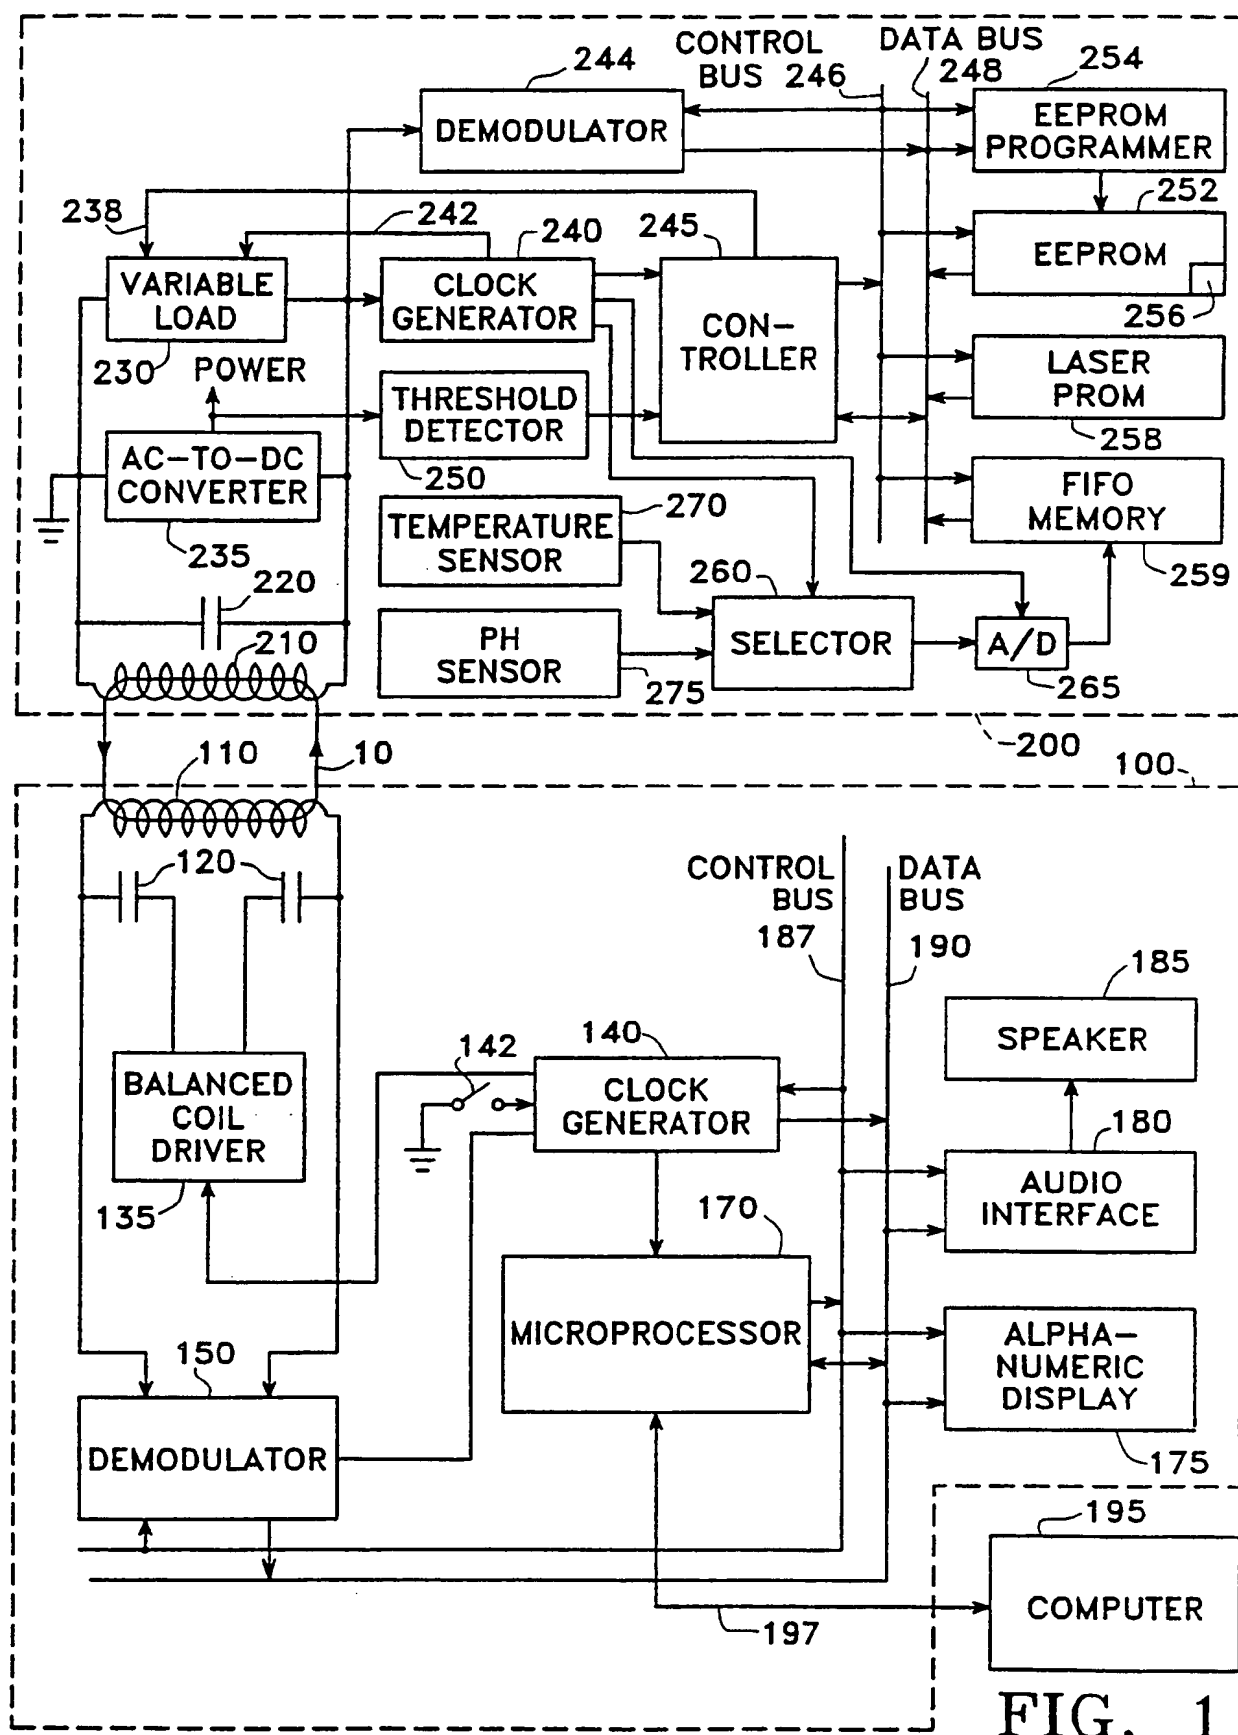 CONTROL
BUS 246
DATA BUS
248
244
254
DEMODULATOR
EEPROM
PROGRAMMER
238
242
240
245
252
VARIABLE
LOAD
CLOCK
GENERATOR
CON-
TROLLER
EEPROM
256
230
POWER
THRESHOLD
DETECTOR
LASER
PROM
258
AC-TO-DC
CONVERTER
250
235
270
TEMPERATURE
SENSOR
FIFO
MEMORY
259
220
260
210
PH
SENSOR
275
SELECTOR
A/D
265
200
100
110
10
120
CONTROL
BUS
187
DATA
BUS
190
185
SPEAKER
140
142
BALANCED
COIL
DRIVER
135
CLOCK
GENERATOR
180
AUDIO
INTERFACE
170
MICROPROCESSOR
ALPHA-
NUMERIC
DISPLAY
175
150
DEMODULATOR
195
COMPUTER
197
FIG. 1